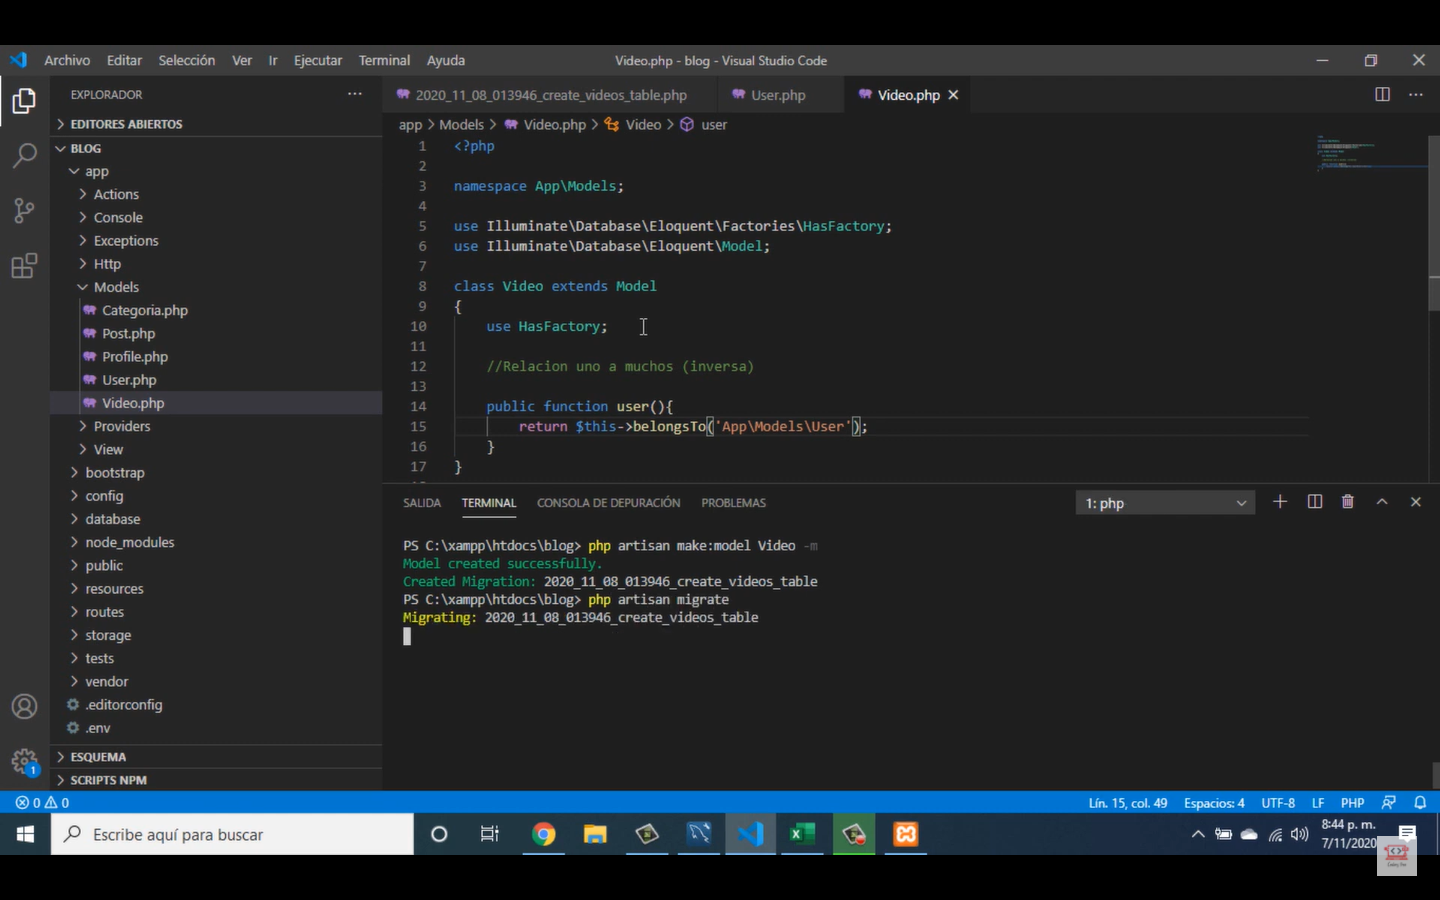 Archivo Editar Selección Ver Ir Ejecutar Terminal Ayuda
Video.php - blog - Visual Studio Code
EXPLORADOR
EDITORES ABIERTOS
BLOG
app
Actions
Console
Exceptions
Http
Models
Categoria.php
Post.php
Profile.php
User.php
Video.php
Providers
View
bootstrap
config
database
node_modules
public
resources
routes
storage
tests
vendor
.editorconfig
.env
ESQUEMA
SCRIPTS NPM
2020_11_08_013946_create_videos_table.php User.php Video.php
app > Models > Video.php > Video > user
1 <?php
2
3 namespace App\Models;
4
5 use Illuminate\Database\Eloquent\Factories\HasFactory;
6 use Illuminate\Database\Eloquent\Model;
7
8 class Video extends Model
9 {
10 use HasFactory;
11
12 //Relacion uno a muchos (inversa)
13
14 public function user(){
15 return $this->belongsTo('App\Models\User');
16 }
17 }
SALIDA TERMINAL CONSOLA DE DEPURACIÓN PROBLEMAS
1: php
PS C:\xampp\htdocs\blog> php artisan make:model Video -m
Model created successfully.
Created Migration: 2020_11_08_013946_create_videos_table
PS C:\xampp\htdocs\blog> php artisan migrate
Migrating: 2020_11_08_013946_create_videos_table
1
0 0
Lín. 15, col. 49 Espacios: 4 UTF-8 LF PHP
Escribe aquí para buscar
8:44 p. m.
7/11/2020